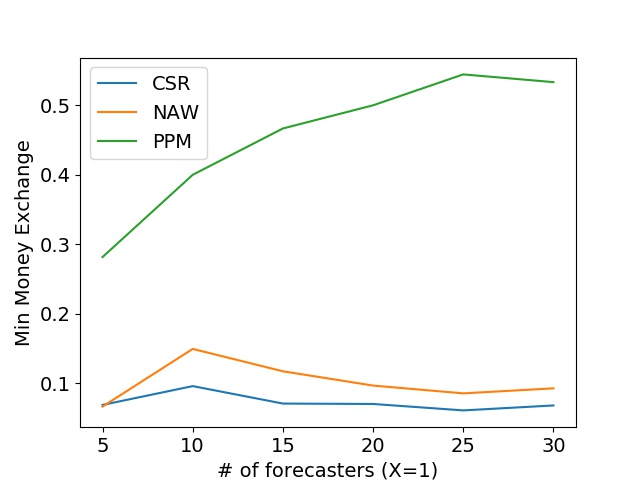 CSR
NAW
PPM
0.5
0.4
0.3
0.2
0.1
Min Money Exchange
5 10 15 20 25 30
# of forecasters (X=1)